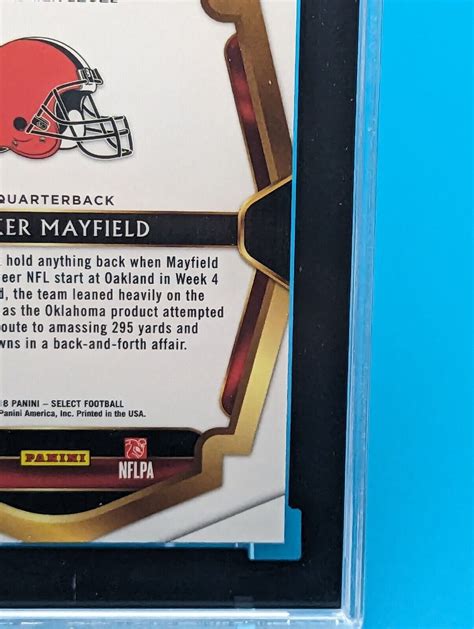 LEVEL
QUARTERBACK
KER MAYFIELD
hold anything back when Mayfield
eer NFL start at Oakland in Week 4
d, the team leaned heavily on the
as the Oklahoma product attempted
route to amassing 295 yards and
wns in a back-and-forth affair.
8 PANINI – SELECT FOOTBALL
Panini America, Inc. Printed in the USA.
PANINI
NFLPA